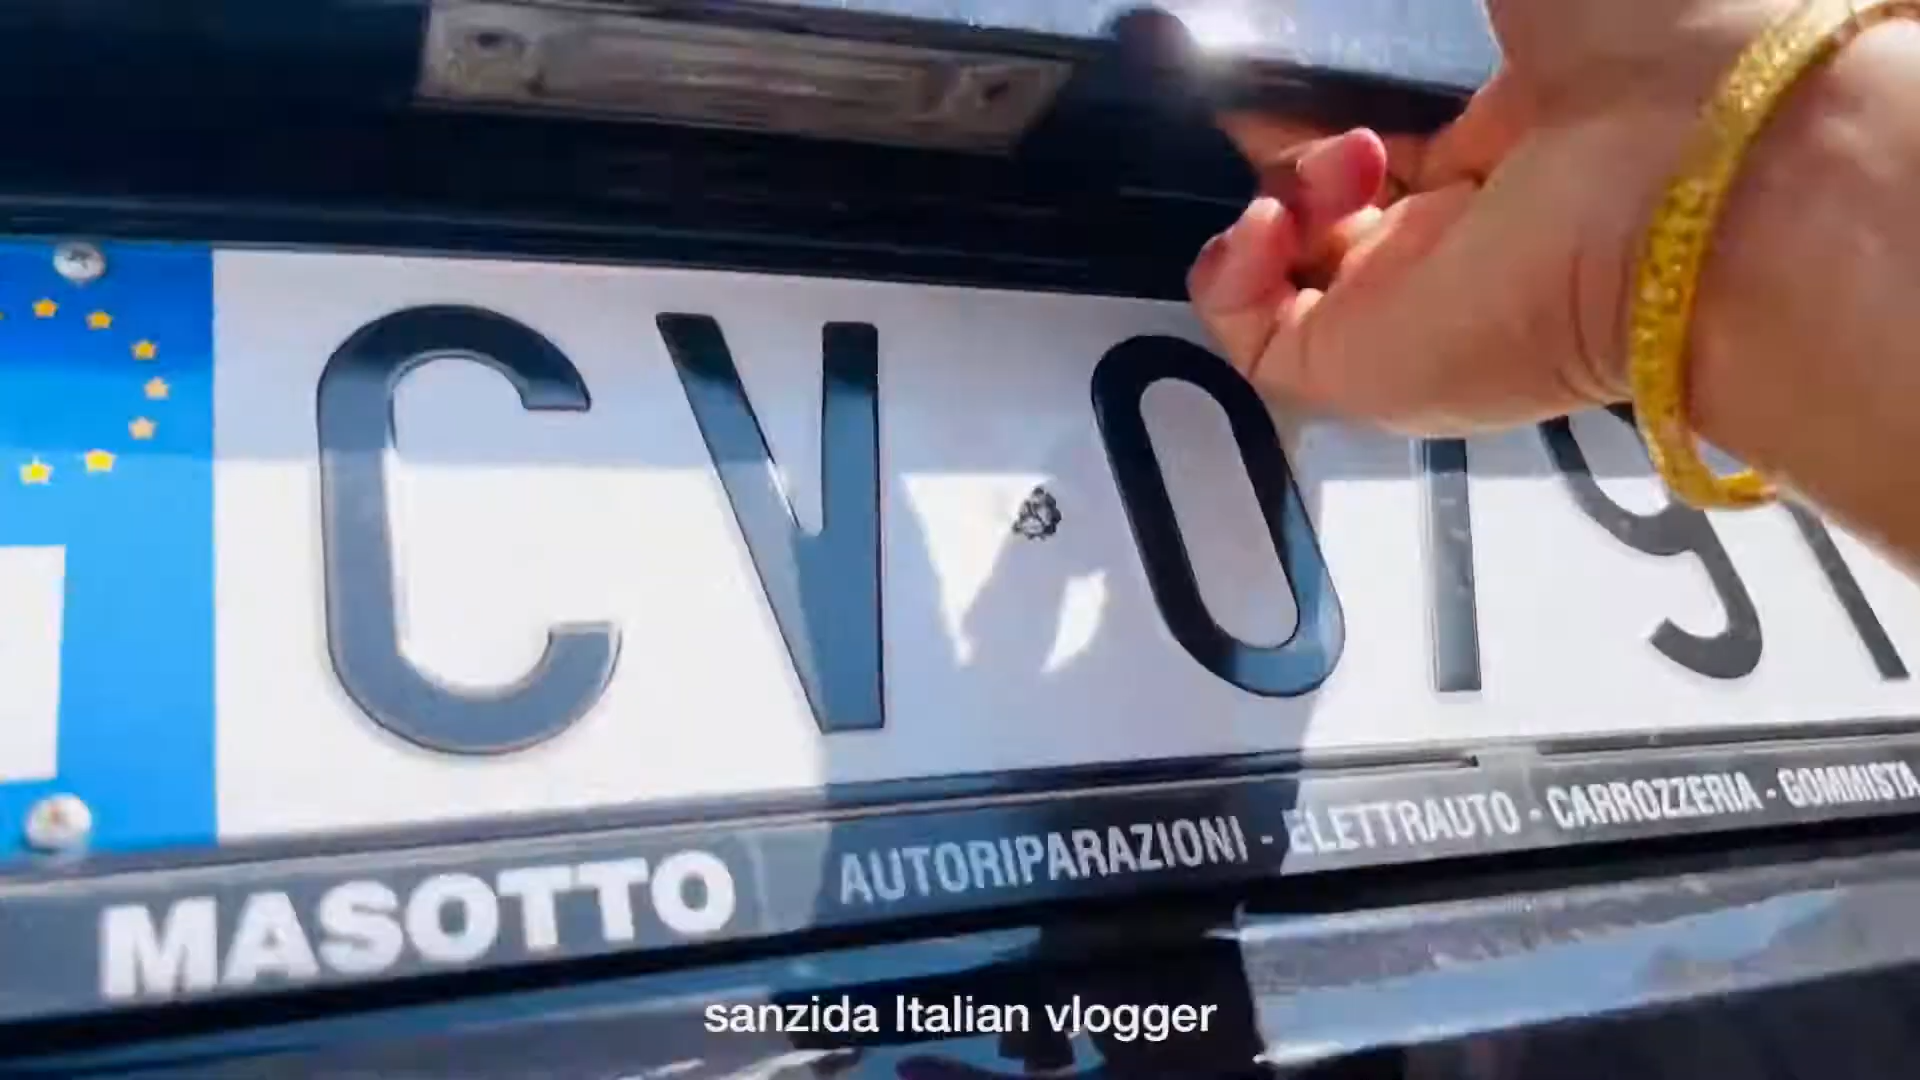 CV 019
MASOTTO AUTORIPARAZIONI - ELETTRAUTO - CARROZZERIA - GOMMISTA
sanzida Italian vlogger